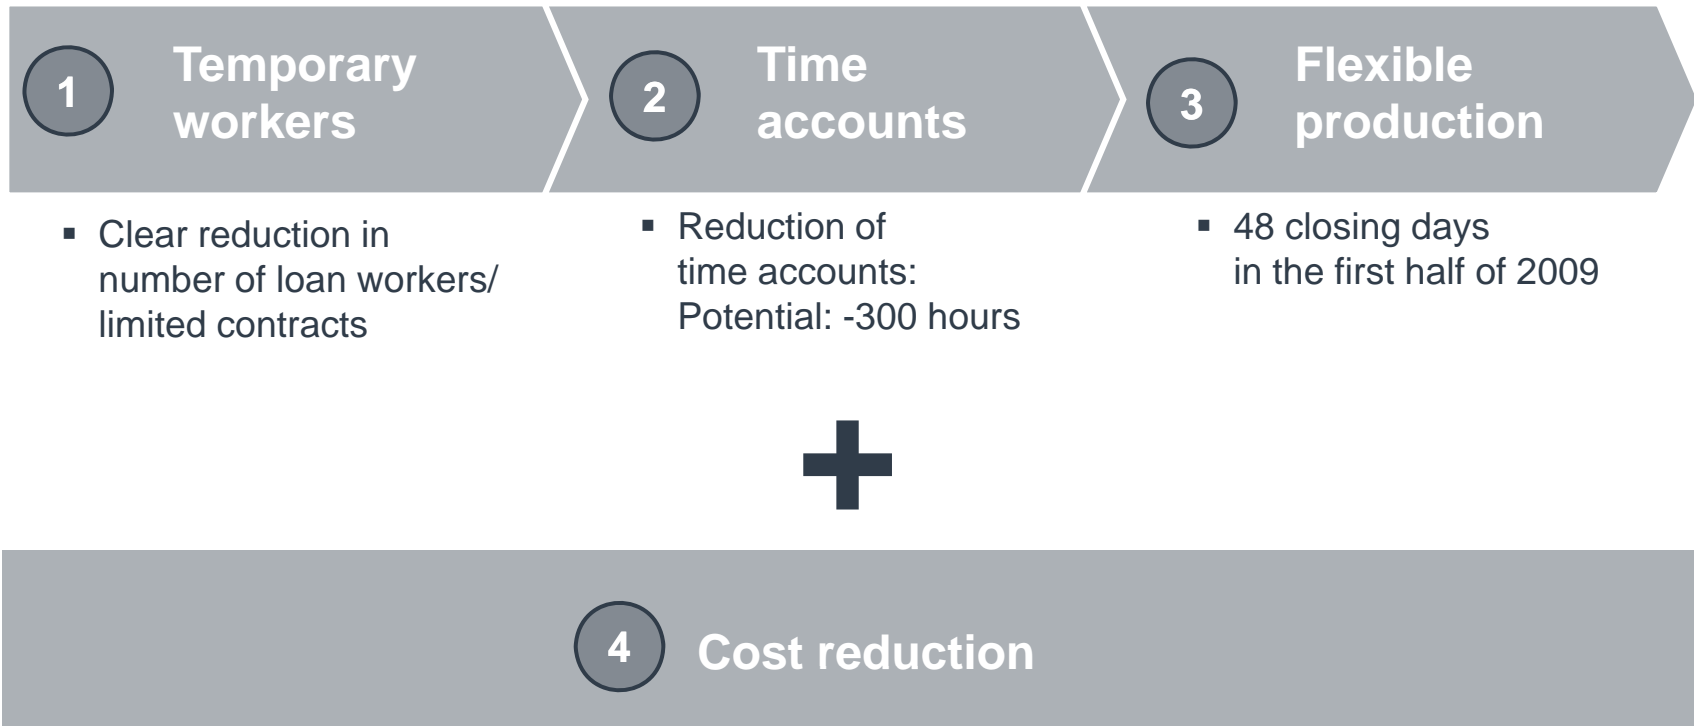 1
Temporary
workers
▪ Clear reduction in
number of loan workers/
limited contracts
2
Time
accounts
▪ Reduction of
time accounts:
Potential: -300 hours
3
Flexible
production
▪ 48 closing days
in the first half of 2009
+
4
Cost reduction